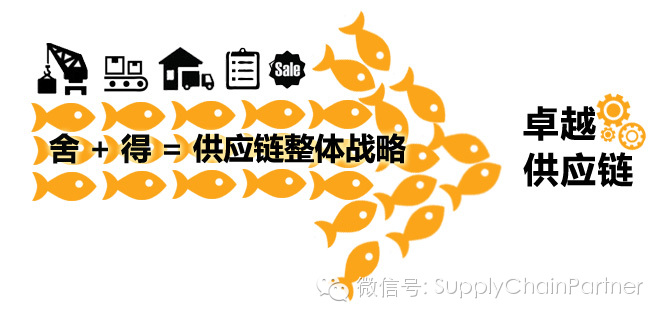 Sale
舍 + 得 = 供应链整体战略
卓越
供应链
微信号: SupplyChainPartner